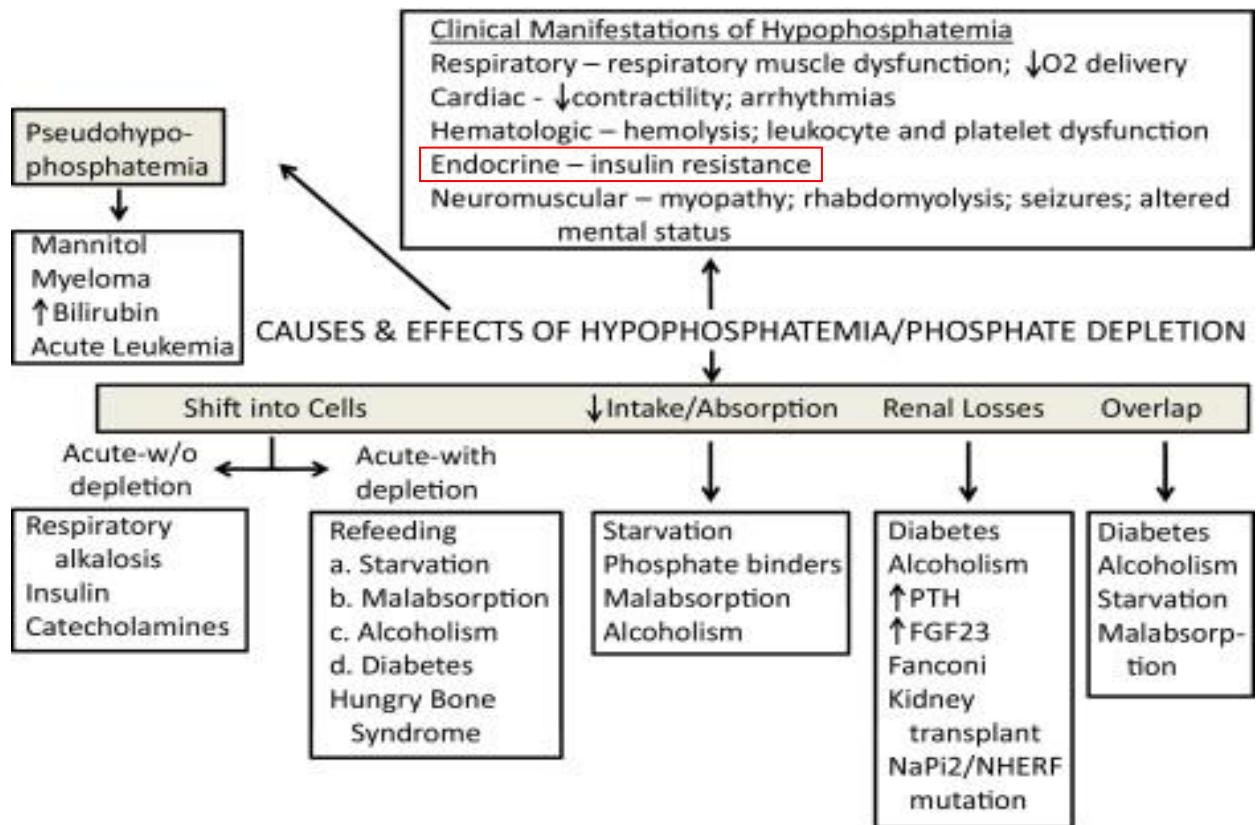 Clinical Manifestations of Hypophosphatemia
Respiratory – respiratory muscle dysfunction; ↓O2 delivery
Cardiac - ↓contractility; arrhythmias
Hematologic – hemolysis; leukocyte and platelet dysfunction
Endocrine – insulin resistance
Neuromuscular – myopathy; rhabdomyolysis; seizures; altered
mental status
Pseudohypo-
phosphatemia
Mannitol
Myeloma
↑Bilirubin
Acute Leukemia
CAUSES & EFFECTS OF HYPOPHOSPHATEMIA/PHOSPHATE DEPLETION
Shift into Cells
↓Intake/Absorption
Renal Losses
Overlap
Acute-w/o
depletion
Acute-with
depletion
Respiratory
alkalosis
Insulin
Catecholamines
Refeeding
a. Starvation
b. Malabsorption
c. Alcoholism
d. Diabetes
Hungry Bone
Syndrome
Starvation
Phosphate binders
Malabsorption
Alcoholism
Diabetes
Alcoholism
↑PTH
↑FGF23
Fanconi
Kidney
transplant
NaPi2/NHERF
mutation
Diabetes
Alcoholism
Starvation
Malabsorp-
tion